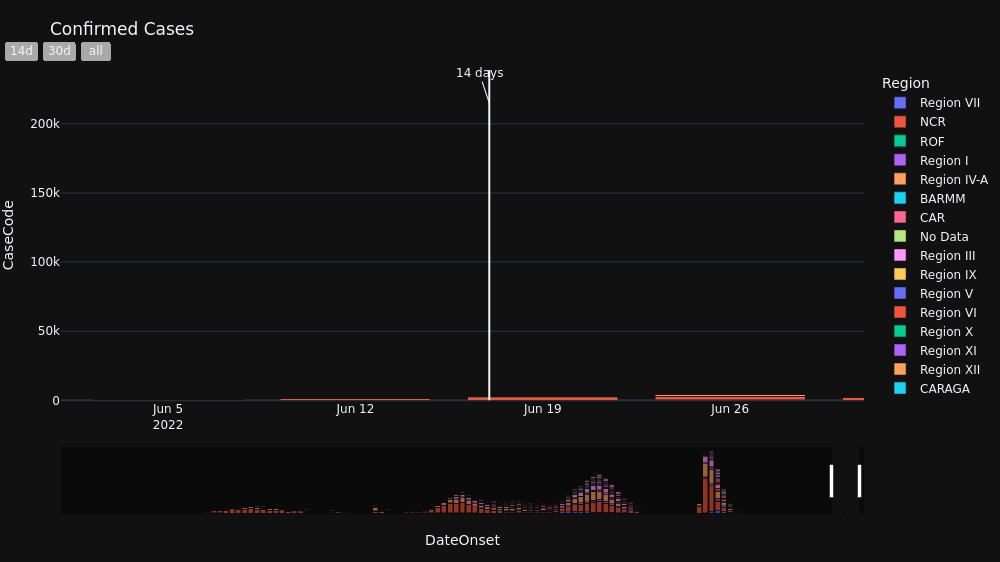 Confirmed Cases
14d
30d
all
14 days
200k
150k
100k
50k
0
CaseCode
Jun 5
2022
Jun 12
Jun 19
Jun 26
DateOnset
Region
Region VII
NCR
ROF
Region I
Region IV-A
BARMM
CAR
No Data
Region III
Region IX
Region V
Region VI
Region X
Region XI
Region XII
CARAGA